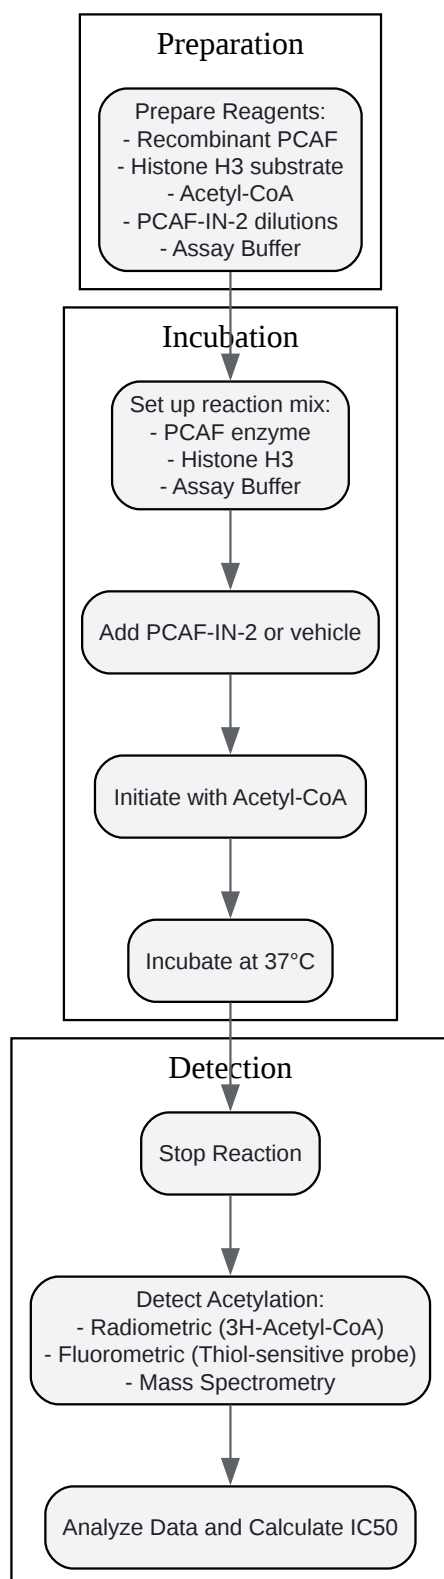 Preparation
Prepare Reagents:
- Recombinant PCAF
- Histone H3 substrate
- Acetyl-CoA
- PCAF-IN-2 dilutions
- Assay Buffer
Incubation
Set up reaction mix:
- PCAF enzyme
- Histone H3
- Assay Buffer
Add PCAF-IN-2 or vehicle
Initiate with Acetyl-CoA
Incubate at 37°C
Detection
Stop Reaction
Detect Acetylation:
- Radiometric (3H-Acetyl-CoA)
- Fluorometric (Thiol-sensitive probe)
- Mass Spectrometry
Analyze Data and Calculate IC50